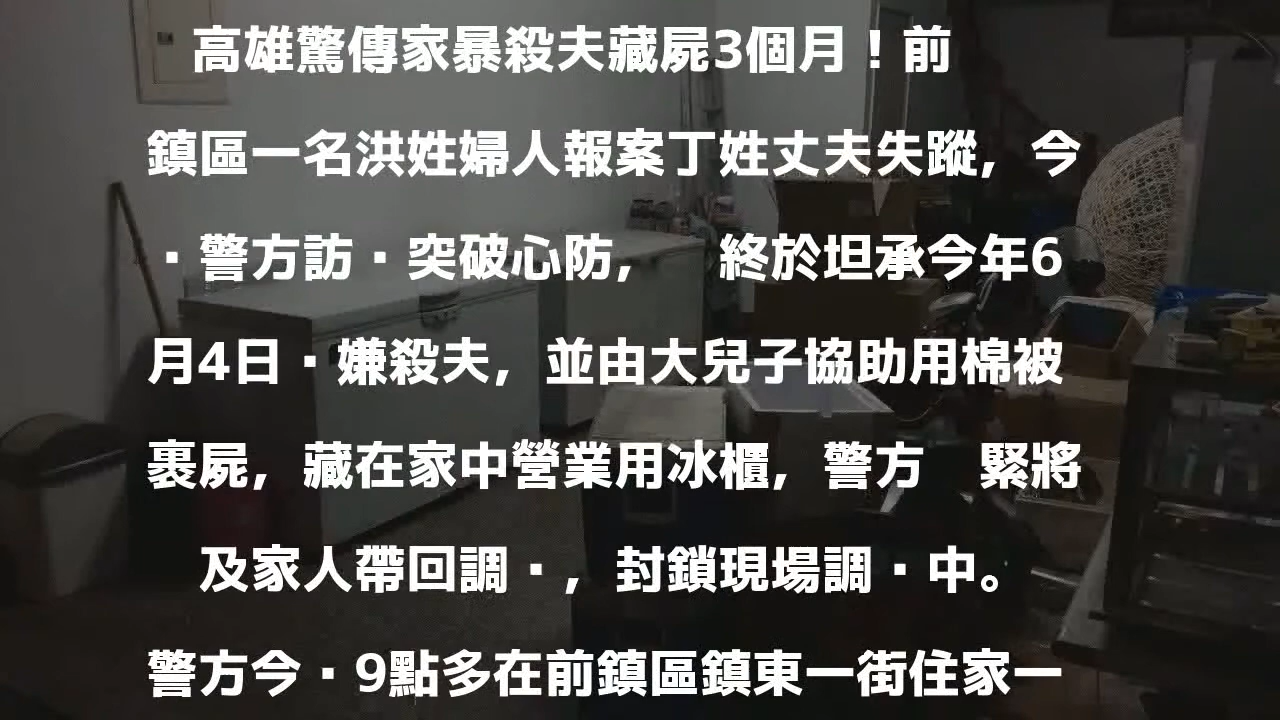 高雄驚傳家暴殺夫藏屍3個月！前
鎮區一名洪姓婦人報案丁姓丈夫失蹤，今
·警方訪·突破心防， 終於坦承今年6
月4日·嫌殺夫，並由大兒子協助用棉被
裹屍，藏在家中營業用冰櫃，警方 緊將
及家人帶回調·，封鎖現場調·中。
警方今·9點多在前鎮區鎮東一街住家一